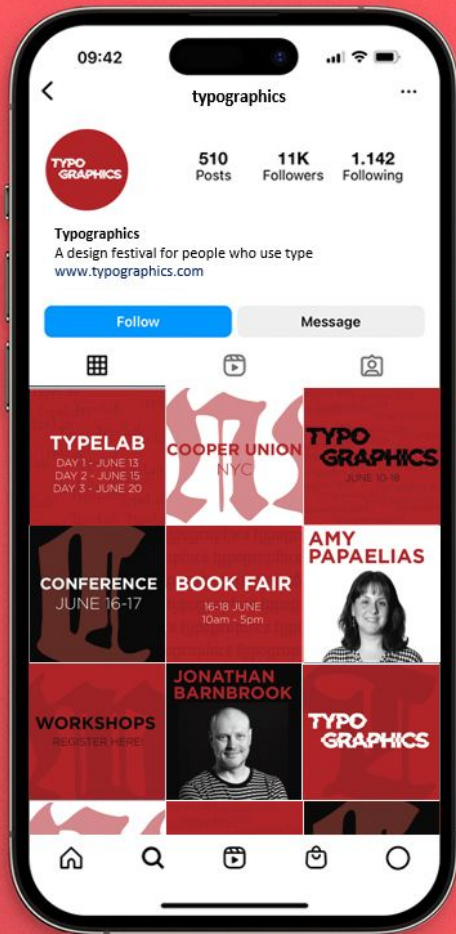 09:42
typographics
...
TYPO
GRAPHICS
510 11K 1.142
Posts Followers Following
Typographics
A design festival for people who use type
www.typographics.com
Follow Message
TYPELAB
DAY 1 - JUNE 13
DAY 2 - JUNE 15
DAY 3 - JUNE 20
COOPER UNION
NYC
TYPO
GRAPHICS
JUNE 10-18
CONFERENCE
JUNE 16-17
BOOK FAIR
16-18 JUNE
10am - 5pm
AMY
PAPAELIAS
WORKSHOPS
REGISTER HERE!
JONATHAN
BARNBROOK
TYPO
GRAPHICS